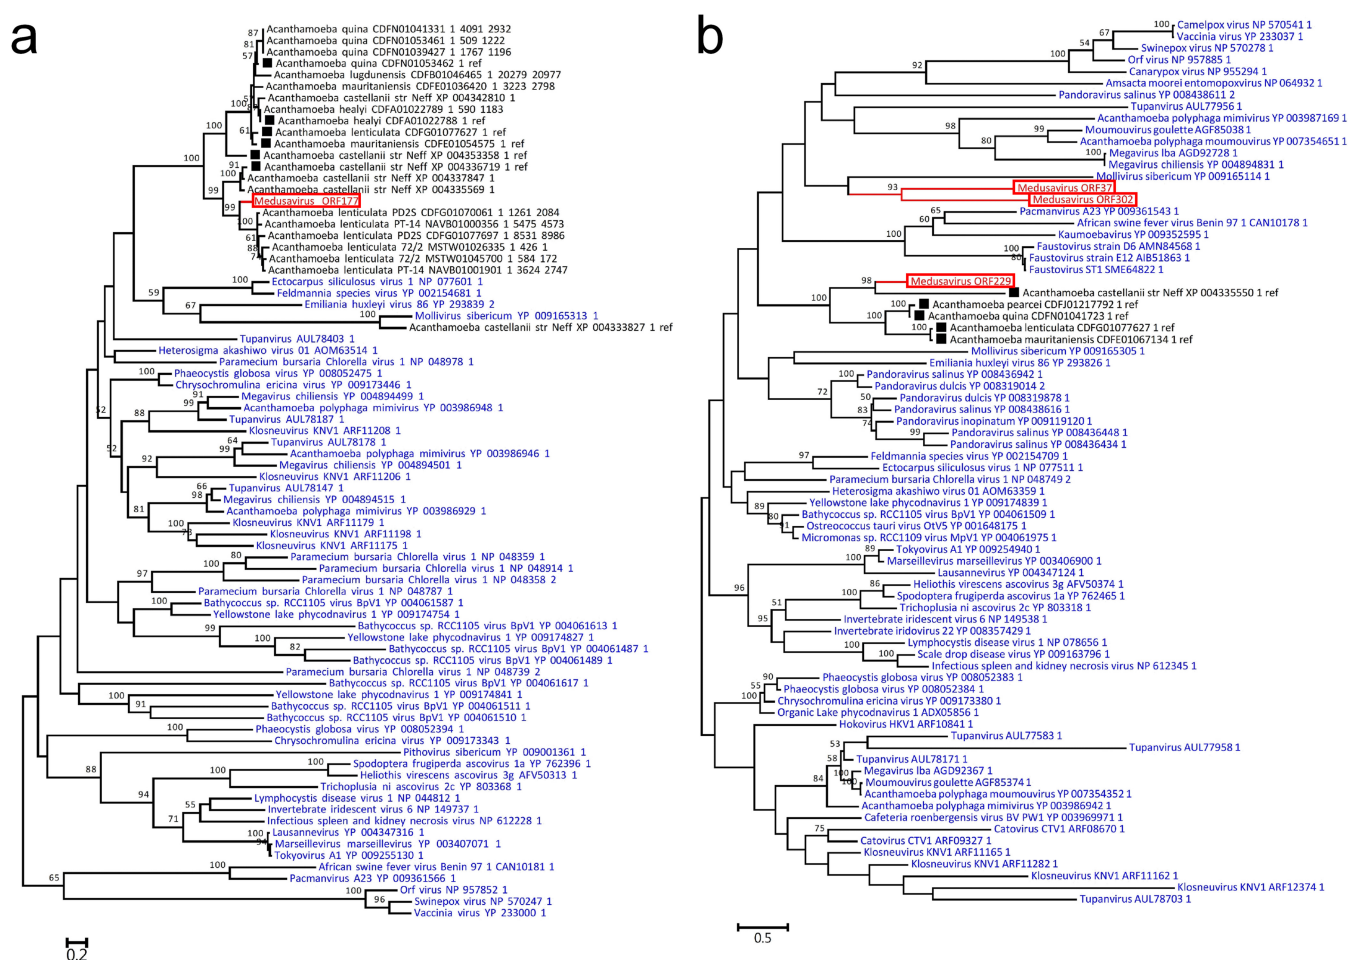 a
Acanthamoeba quina CDFN01041331 1 4091 2932
Acanthamoeba quina CDFN01053461 1 509 1222
Acanthamoeba quina CDFN01039427 1 1767 1196
Acanthamoeba quina CDFN01053462 1 ref
Acanthamoeba lugdunensis CDFB01046465 1 20279 20977
Acanthamoeba mauritaniensis CDFE01036420 1 3223 2798
Acanthamoeba castellanii str Neff XP 004342810 1
Acanthamoeba healyi CDFA01022789 1 590 1183
Acanthamoeba healyi CDFA01022788 1 ref
Acanthamoeba lenticulata CDFG01077627 1 ref
Acanthamoeba mauritaniensis CDFE01054575 1 ref
Acanthamoeba castellanii str Neff XP 004353358 1 ref
Acanthamoeba castellanii str Neff XP 004336719 1 ref
Acanthamoeba castellanii str Neff XP 004337847 1
Acanthamoeba castellanii str Neff XP 004335569 1
Medusavirus ORF177
Acanthamoeba lenticulata PD2S CDFG01070061 1 1261 2084
Acanthamoeba lenticulata PT-14 NAVB01000356 1 5475 4573
Acanthamoeba lenticulata PD2S CDFG01077697 1 8531 8986
Acanthamoeba lenticulata 72/2 MSTW01026335 1 426 1
Acanthamoeba lenticulata 72/2 MSTW01045700 1 584 172
Acanthamoeba lenticulata PT-14 NAVB01001901 1 3624 2747
Ectocarpus siliculosus virus 1 NP 077601 1
Feldmannia species virus YP 002154681 1
Emiliania huxleyi virus 86 YP 293839 2
Mollivirus sibericum YP 009165313 1
Acanthamoeba castellanii str Neff XP 004333827 1 ref
Tupanvirus AUL78403 1
Heterosigma akashiwo virus 01 AOM63514 1
Paramecium bursaria Chlorella virus 1 NP 048978 1
Phaeocystis globosa virus YP 008052475 1
Chrysochromulina ericina virus YP 009173446 1
Megavirus chiliensis YP 004894499 1
Acanthamoeba polyphaga mimivirus YP 003986948 1
Tupanvirus AUL78187 1
Klosneuvirus KNV1 ARF11208 1
Tupanvirus AUL78178 1
Acanthamoeba polyphaga mimivirus YP 003986946 1
Megavirus chiliensis YP 004894501 1
Klosneuvirus KNV1 ARF11206 1
Tupanvirus AUL78147 1
Megavirus chiliensis YP 004894515 1
Acanthamoeba polyphaga mimivirus YP 003986929 1
Klosneuvirus KNV1 ARF11179 1
Klosneuvirus KNV1 ARF11198 1
Klosneuvirus KNV1 ARF11175 1
Paramecium bursaria Chlorella virus 1 NP 048359 1
Paramecium bursaria Chlorella virus 1 NP 048914 1
Paramecium bursaria Chlorella virus 1 NP 048358 2
Paramecium bursaria Chlorella virus 1 NP 048787 1
Bathycoccus sp. RCC1105 virus BpV1 YP 004061587 1
Yellowstone lake phycodnavirus 1 YP 009174754 1
Bathycoccus sp. RCC1105 virus BpV1 YP 004061613 1
Yellowstone lake phycodnavirus 1 YP 009174827 1
Bathycoccus sp. RCC1105 virus BpV1 YP 004061487 1
Bathycoccus sp. RCC1105 virus BpV1 YP 004061489 1
Paramecium bursaria Chlorella virus 1 NP 048739 2
Bathycoccus sp. RCC1105 virus BpV1 YP 004061617 1
Yellowstone lake phycodnavirus 1 YP 009174841 1
Bathycoccus sp. RCC1105 virus BpV1 YP 004061511 1
Bathycoccus sp. RCC1105 virus BpV1 YP 004061510 1
Phaeocystis globosa virus YP 008052394 1
Chrysochromulina ericina virus YP 009173343 1
Pithovirus sibericum YP 009001361 1
Spodoptera frugiperda ascovirus 1a YP 762396 1
Heliothis virescens ascovirus 3g AFV50313 1
Trichoplusia ni ascovirus 2c YP 803368 1
Lymphocystis disease virus 1 NP 044812 1
Invertebrate iridescent virus 6 NP 149737 1
Infectious spleen and kidney necrosis virus NP 612228 1
Lausannevirus YP 004347316 1
Marseillevirus marseillevirus YP 003407071 1
Tokyovirus A1 YP 009255130 1
African swine fever virus Benin 97 1 CAN10181 1
Pacmanvirus A23 YP 009361566 1
Orf virus NP 957852 1
Swinepox virus NP 570247 1
Vaccinia virus YP 233000 1
0.2
b
Camelpox virus NP 570541 1
Vaccinia virus YP 233037 1
Swinepox virus NP 570278 1
Orf virus NP 957885 1
Canarypox virus NP 955294 1
Amsacta moorei entomopoxvirus NP 064932 1
Pandoravirus salinus YP 008438611 2
Tupanvirus AUL77956 1
Acanthamoeba polyphaga mimivirus YP 003987169 1
Moumouvirus goulette AGF85038 1
Acanthamoeba polyphaga moumouvirus YP 007354651 1
Megavirus lba AGD92728 1
Megavirus chiliensis YP 004894831 1
Mollivirus sibericum YP 009165114 1
Medusavirus ORF37
Medusavirus ORF302
Pacmanvirus A23 YP 009361543 1
African swine fever virus Benin 97 1 CAN10178 1
Kaumoebavirus YP 009352595 1
Faustovirus strain D6 AMN84568 1
Faustovirus strain E12 AIB51863 1
Faustovirus ST1 SME64822 1
Medusavirus ORF229
Acanthamoeba castellanii str Neff XP 004335550 1 ref
Acanthamoeba pearcei CDFJ01217792 1 ref
Acanthamoeba quina CDFN01041723 1 ref
Acanthamoeba lenticulata CDFG01077627 1 ref
Acanthamoeba mauritaniensis CDFE01067134 1 ref
Mollivirus sibericum YP 009165305 1
Emiliania huxleyi virus 86 YP 293826 1
Pandoravirus salinus YP 008436942 1
Pandoravirus dulcis YP 008319014 2
Pandoravirus dulcis YP 008319878 1
Pandoravirus salinus YP 008438616 1
Pandoravirus inopinatum YP 009119120 1
Pandoravirus salinus YP 008436448 1
Pandoravirus salinus YP 008436434 1
Feldmannia species virus YP 002154709 1
Ectocarpus siliculosus virus 1 NP 077511 1
Paramecium bursaria Chlorella virus 1 NP 048749 2
Heterosigma akashiwo virus 01 AOM63359 1
Yellowstone lake phycodnavirus 1 YP 009174839 1
Bathycoccus sp. RCC1105 virus BpV1 YP 004061509 1
Ostreococcus tauri virus OtV5 YP 001648175 1
Micromonas sp. RCC1109 virus MpV1 YP 004061975 1
Tokyovirus A1 YP 009254940 1
Marseillevirus marseillevirus YP 003406900 1
Lausannevirus YP 004347124 1
Heliothis virescens ascovirus 3g AFV50374 1
Spodoptera frugiperda ascovirus 1a YP 762465 1
Trichoplusia ni ascovirus 2c YP 803318 1
Invertebrate iridescent virus 6 NP 149538 1
Invertebrate iridovirus 22 YP 008357429 1
Lymphocystis disease virus 1 NP 078656 1
Scale drop disease virus YP 009163796 1
Infectious spleen and kidney necrosis virus NP 612345 1
Phaeocystis globosa virus YP 008052383 1
Phaeocystis globosa virus YP 008052384 1
Chrysochromulina ericina virus YP 009173380 1
Organic Lake phycodnavirus 1 ADX05856 1
Hokovirus HKV1 ARF10841 1
Tupanvirus AUL77583 1
Tupanvirus AUL77958 1
Tupanvirus AUL78171 1
Megavirus lba AGD92367 1
Moumouvirus goulette AGF85374 1
Acanthamoeba polyphaga moumouvirus YP 007354352 1
Acanthamoeba polyphaga mimivirus YP 003986942 1
Cafeteria roenbergensis virus BV PW1 YP 003969971 1
Catovirus CTV1 ARF08670 1
Catovirus CTV1 ARF09327 1
Klosneuvirus KNV1 ARF11165 1
Klosneuvirus KNV1 ARF11282 1
Klosneuvirus KNV1 ARF11162 1
Klosneuvirus KNV1 ARF12374 1
Tupanvirus AUL78703 1
0.5